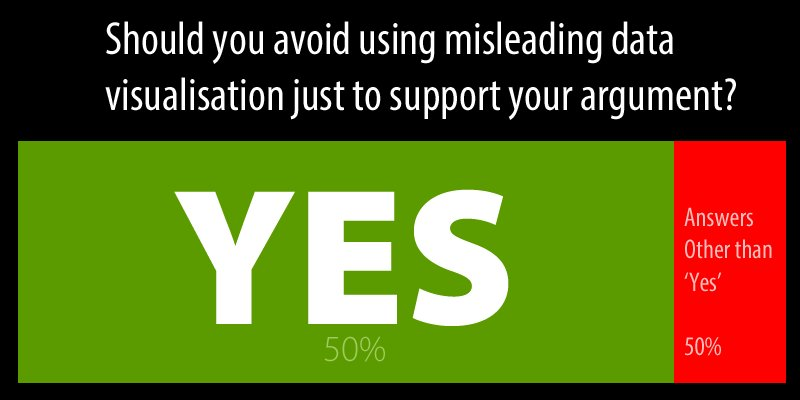 Should you avoid using misleading data
visualisation just to support your argument?
YES
50%
Answers
Other than
‘Yes’
50%